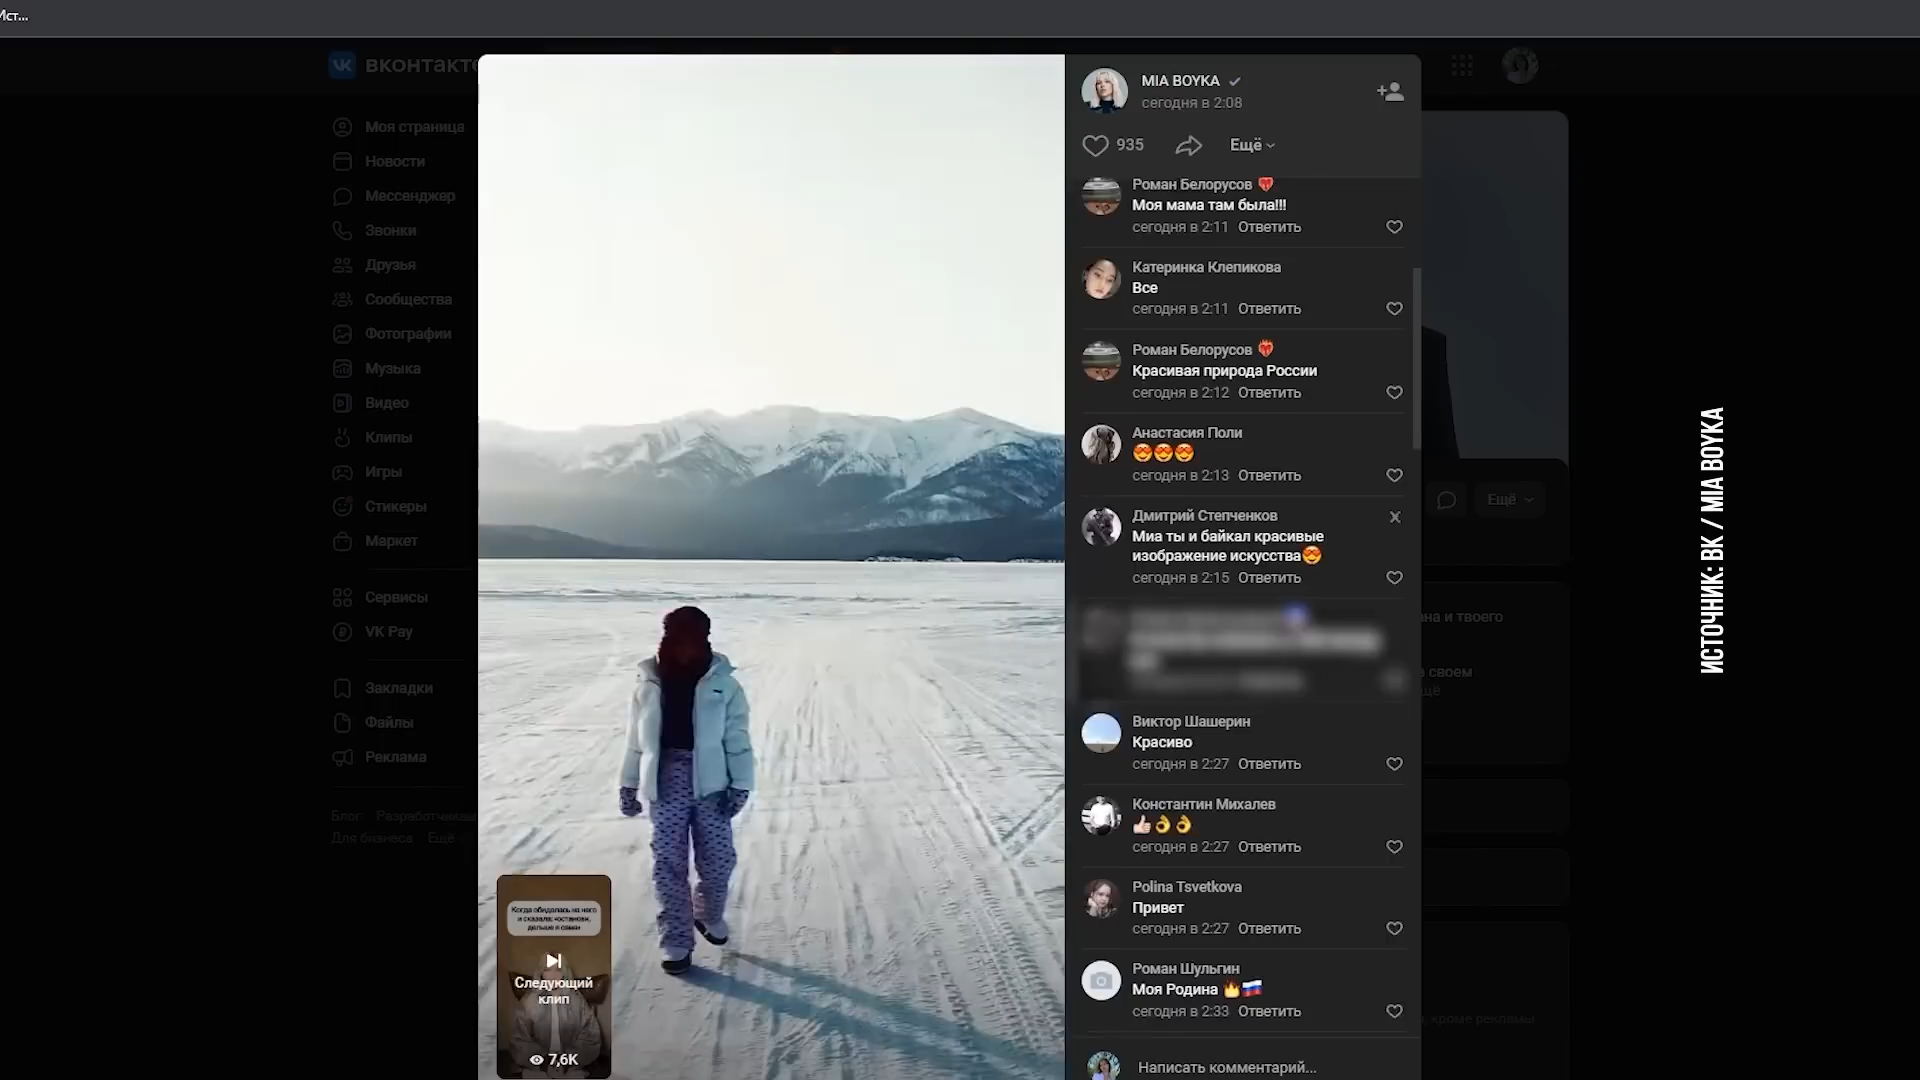 Ист...
вконтакте
Моя страница
Новости
Мессенджер
Звонки
Друзья
Сообщества
Фотографии
Музыка
Видео
Клипы
Игры
Стикеры
Маркет
Сервисы
VK Pay
Закладки
Файлы
Реклама
Блог Разработчикам
Для бизнеса Ещё
Когда обиделась на него
и сказала: «останови,
дальше я сама»
Следующий
клип
7,6K
MIA BOYKA
сегодня в 2:08
935
Ещё
Роман Белорусов ❤️‍🔥
Моя мама там была!!!
сегодня в 2:11 Ответить
Катеринка Клепикова
Все
сегодня в 2:11 Ответить
Роман Белорусов ❤️‍🔥
Красивая природа России
сегодня в 2:12 Ответить
Анастасия Поли
😍😍😍
сегодня в 2:13 Ответить
Дмитрий Степченков
Миа ты и байкал красивые
изображение искусства😍
сегодня в 2:15 Ответить
Виктор Шашерин
Красиво
сегодня в 2:27 Ответить
Константин Михалев
👍🏻👌👌
сегодня в 2:27 Ответить
Polina Tsvetkova
Привет
сегодня в 2:27 Ответить
Роман Шульгин
Моя Родина 🔥🇷🇺
сегодня в 2:33 Ответить
Написать комментарий...
Ещё
и твоего
своем
кроме рекламы
ИСТОЧНИК: ВК / MIA BOYKA